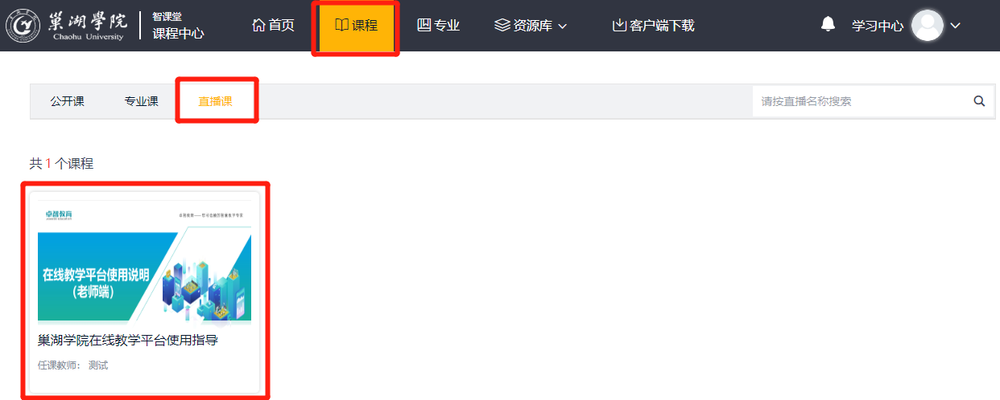 巢湖學院
Chaohu University
智课堂
课程中心
首页
课程
专业
资源库
客户端下载
学习中心
公开课
专业课
直播课
请按直播名称搜索
共 1 个课程
卓智教育
在线教学平台使用说明
(老师端)
巢湖学院在线教学平台使用指导
任课教师： 测试